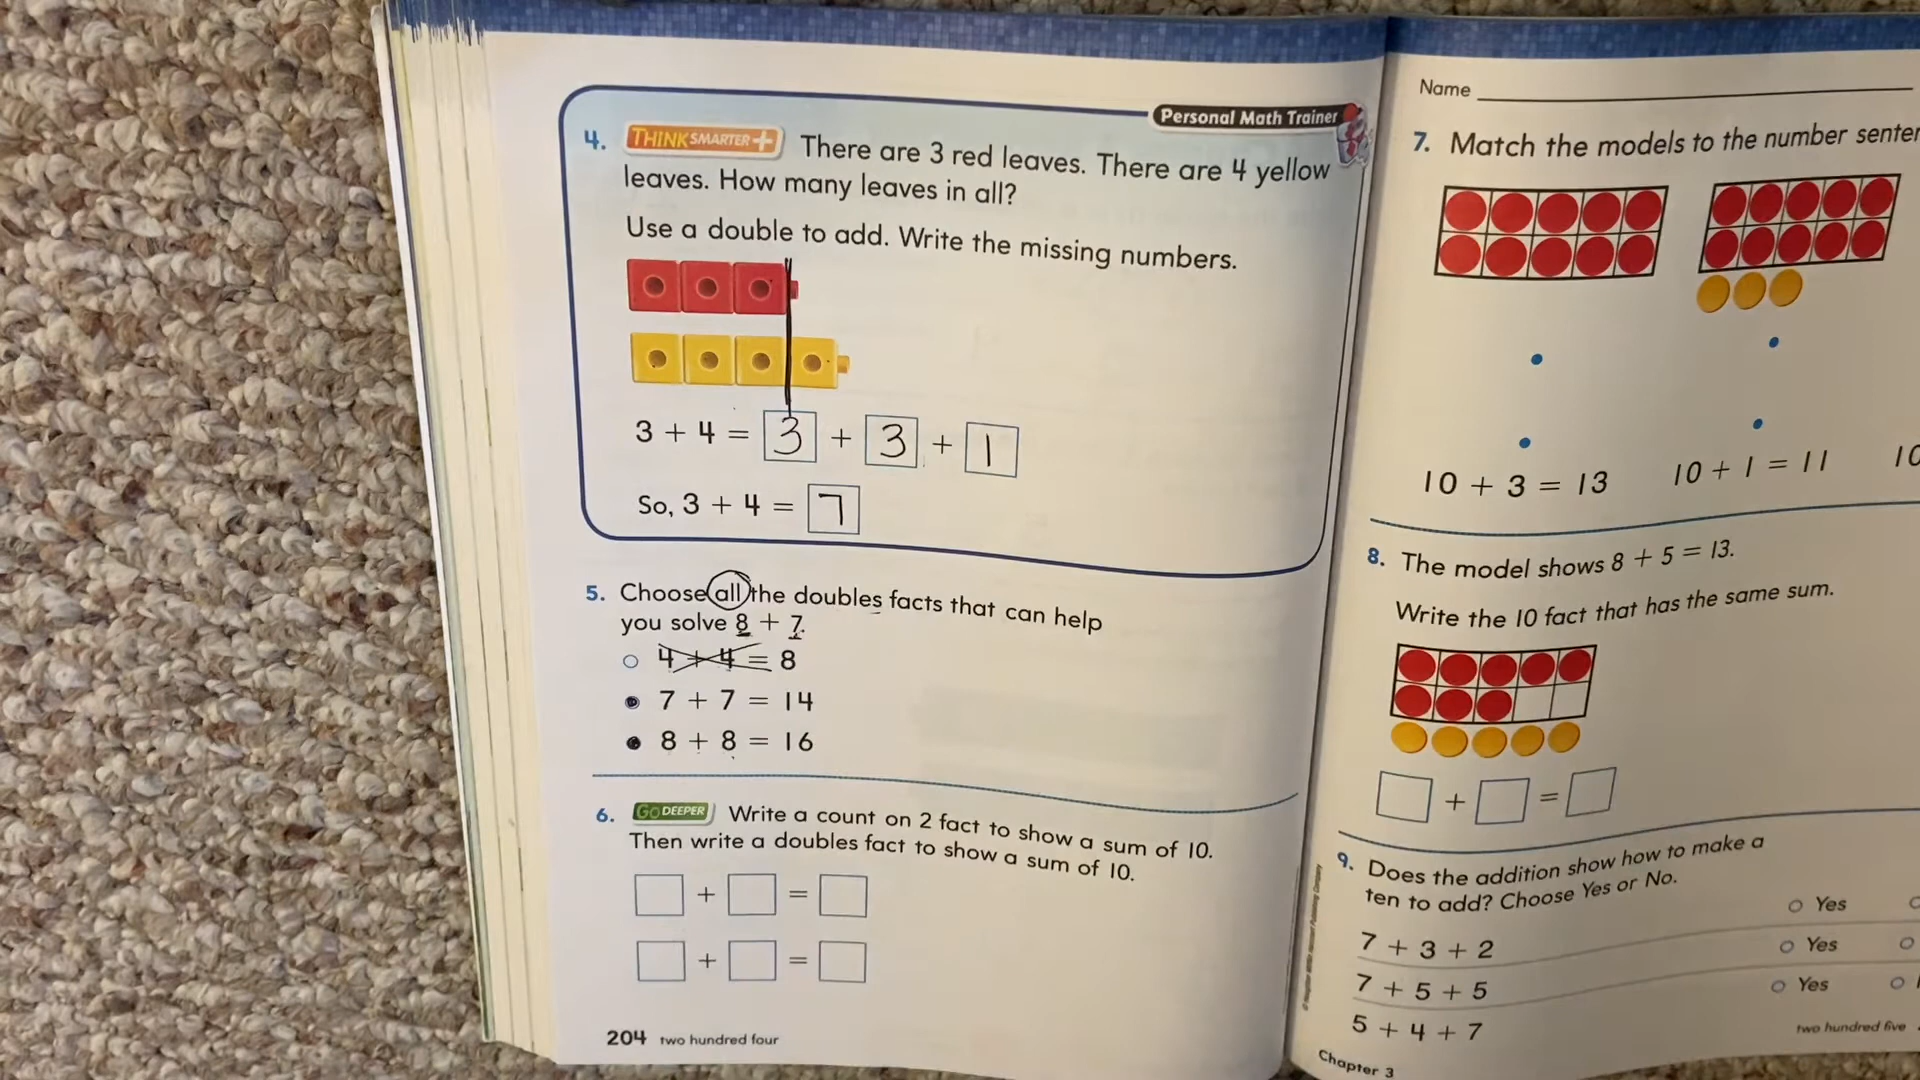 Personal Math Trainer
4. THINK SMARTER + There are 3 red leaves. There are 4 yellow
leaves. How many leaves in all?
Use a double to add. Write the missing numbers.
3 + 4 = 3 + 3 + 1
So, 3 + 4 = 7
5. Choose all the doubles facts that can help
you solve 8 + 7.
4 + 4 = 8
7 + 7 = 14
8 + 8 = 16
6. GO DEEPER Write a count on 2 fact to show a sum of 10.
Then write a doubles fact to show a sum of 10.
+ =
+ =
204 two hundred four
Name
7. Match the models to the number
10 + 3 = 13 10 + 1 = 11 10
8. The model shows 8 + 5 = 13.
Write the 10 fact that has the same sum.
+ =
9. Does the addition show how to make a
ten to add? Choose Yes or No.
7 + 3 + 2 Yes
7 + 5 + 5 Yes
5 + 4 + 7 Yes
Chapter 3
two hundred five